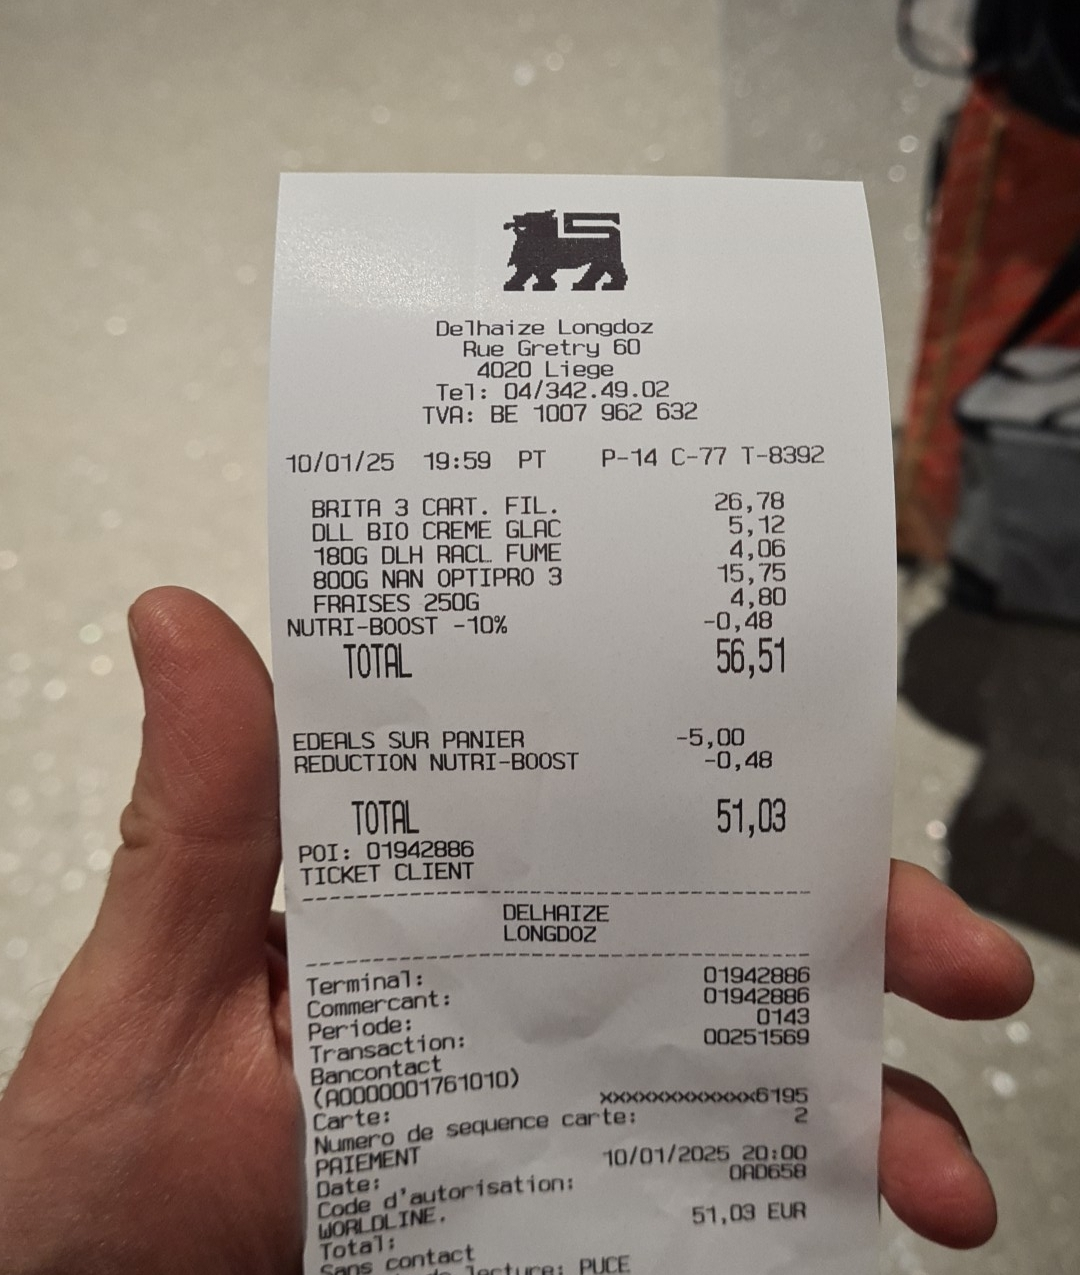 Delhaize Longdoz
Rue Gretry 60
4020 Liege
Tel: 04/342.49.02
TVA: BE 1007 962 632
10/01/25 19:59 PT P-14 C-77 T-8392
BRITA 3 CART. FIL. 26,78
DLL BIO CREME GLAC 5,12
180G DLH RACL FUME 4,06
800G NAN OPTIPRO 3 15,75
FRAISES 250G 4,80
NUTRI-BOOST -10% -0,48
TOTAL 56,51
EDEALS SUR PANIER -5,00
REDUCTION NUTRI-BOOST -0,48
TOTAL 51,03
POI: 01942886
TICKET CLIENT
DELHAIZE
LONGDOZ
Terminal: 01942886
Commercant: 01942886
Periode: 0143
Transaction: 00251569
Bancontact
(A0000001761010)
Carte: xxxxxxxxxxxxx6195
Numero de sequence carte: 2
PAIEMENT
Date: 10/01/2025 20:00
Code d'autorisation: 0AD658
WORLDLINE.
Total: 51,03 EUR
Sans contact
lecture: PUCE